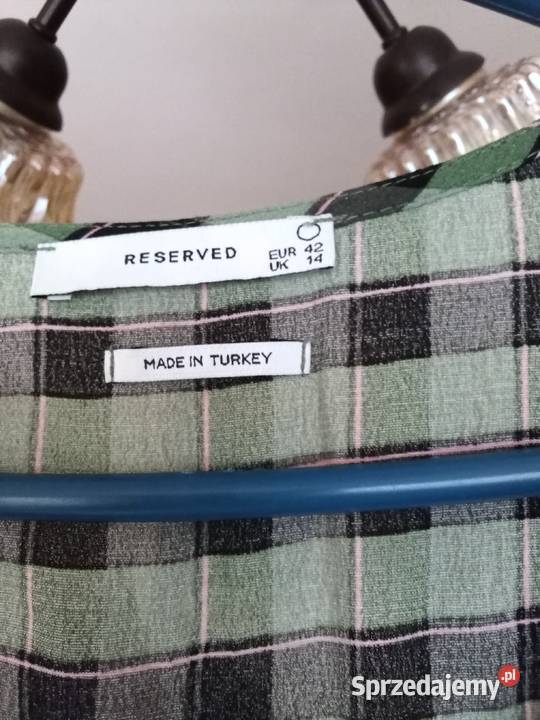 RESERVED
EUR 42
UK 14
MADE IN TURKEY
Sprzedajemy.pl